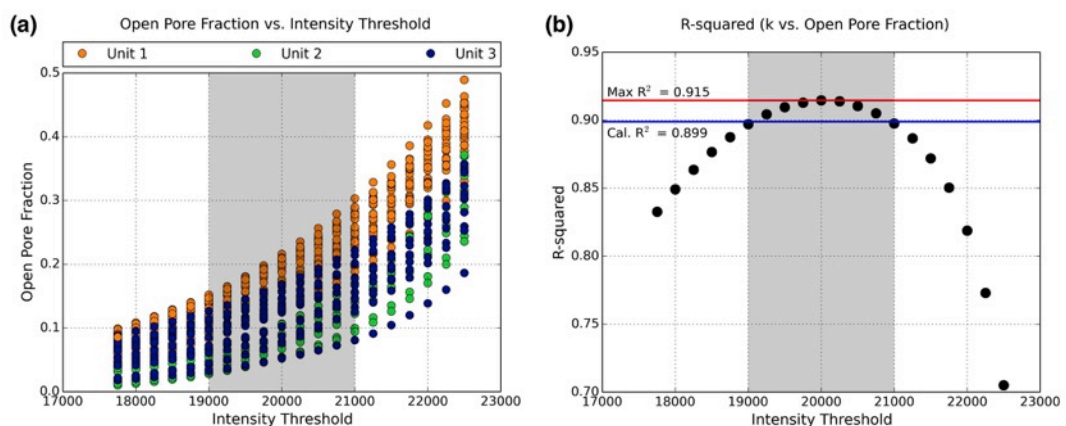 (a)
Open Pore Fraction vs. Intensity Threshold
Unit 1 Unit 2 Unit 3
0.5
0.4
0.3
0.2
0.1
0.0
Open Pore Fraction
17000 18000 19000 20000 21000 22000 23000
Intensity Threshold
(b)
R-squared (k vs. Open Pore Fraction)
0.95
0.90
0.85
0.80
0.75
0.70
R-squared
Max R² = 0.915
Cal. R² = 0.899
17000 18000 19000 20000 21000 22000 23000
Intensity Threshold